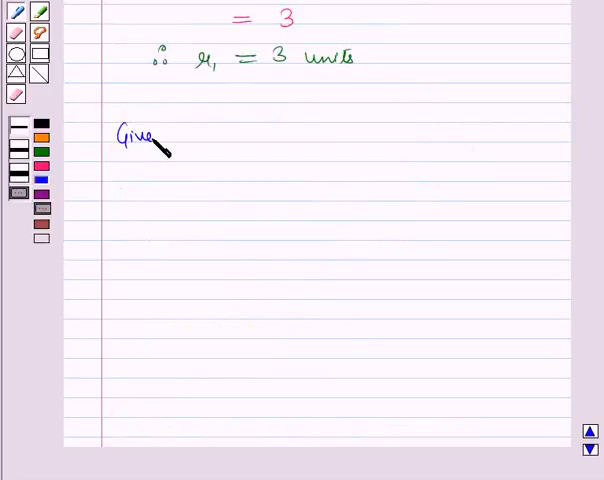 = 3
∴ r₁ = 3 units
Give